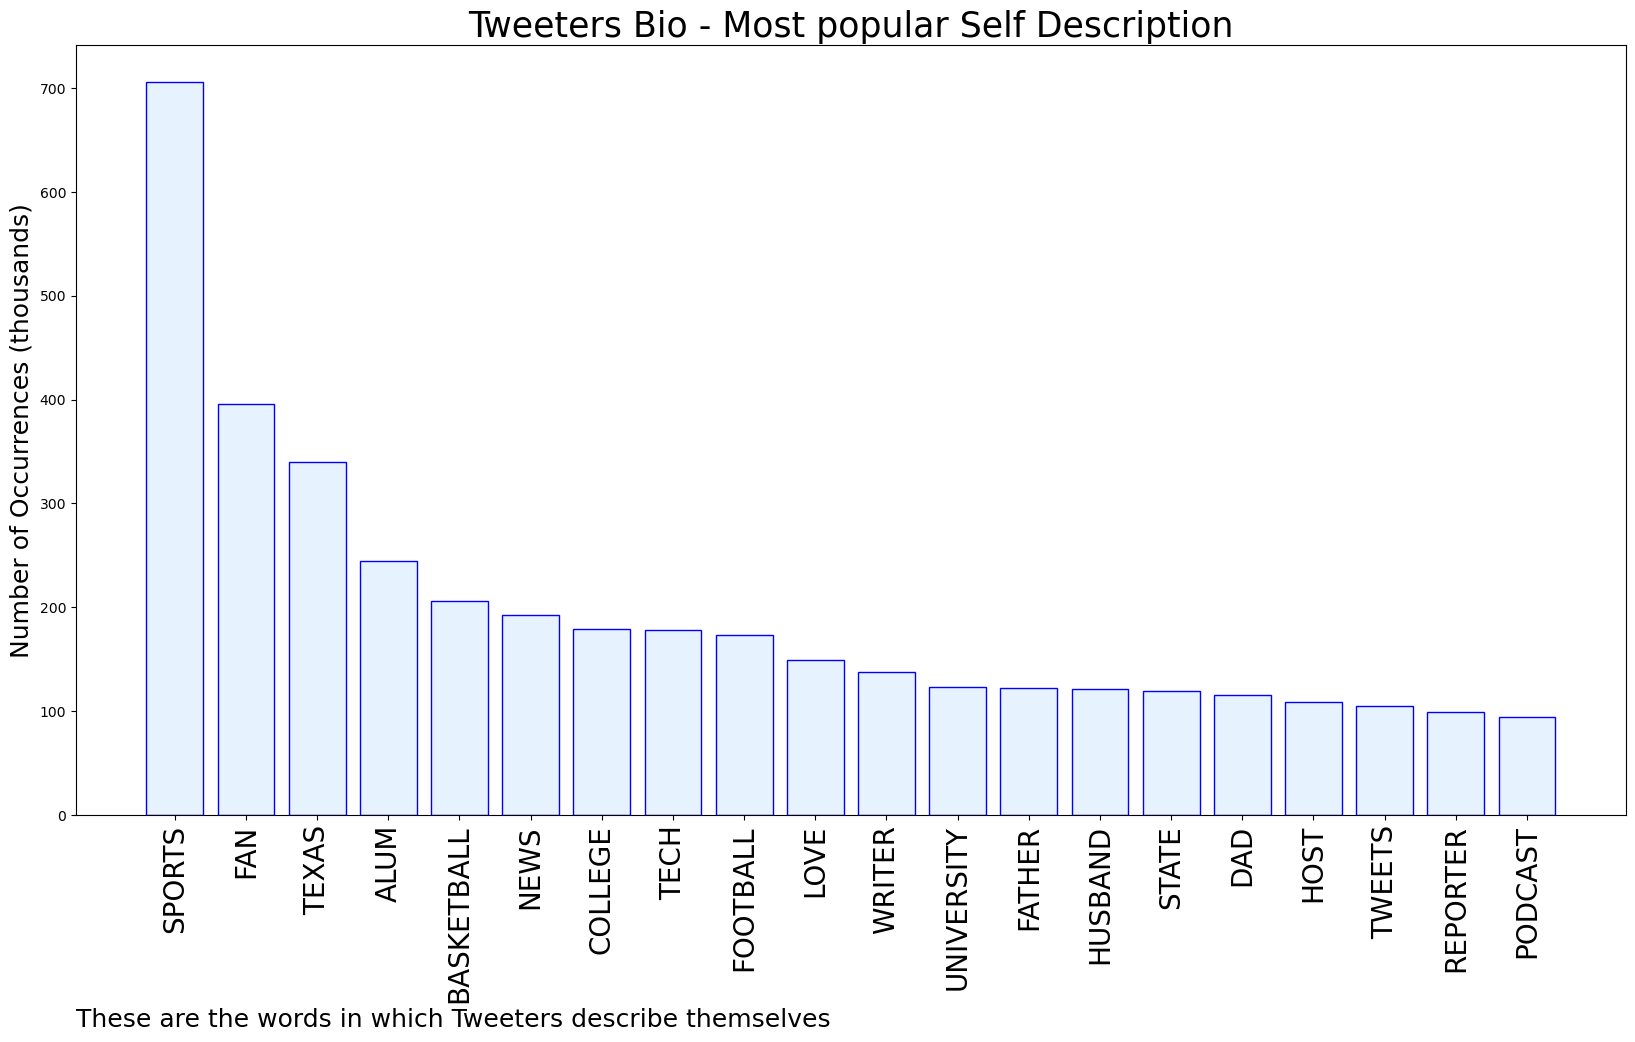 Tweeters Bio - Most popular Self Description
Number of Occurrences (thousands)
700
600
500
400
300
200
100
0
SPORTS
FAN
TEXAS
ALUM
BASKETBALL
NEWS
COLLEGE
TECH
FOOTBALL
LOVE
WRITER
UNIVERSITY
FATHER
HUSBAND
STATE
DAD
HOST
TWEETS
REPORTER
PODCAST
These are the words in which Tweeters describe themselves